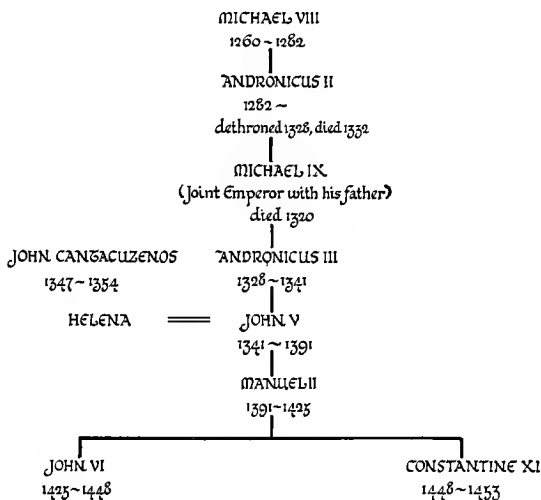 MICHAEL VIII
1260~1282
ANDRONICUS II
1282~
dethroned 1328, died 1332
MICHAEL IX
(Joint Emperor with his father)
died 1320
JOHN CANTACUZENOS
1347~1354
ANDRONICUS III
1328~1341
HELENA
JOHN V
1341~1391
MANUEL II
1391~1425
JOHN VI
1425~1448
CONSTANTINE XI
1448~1453